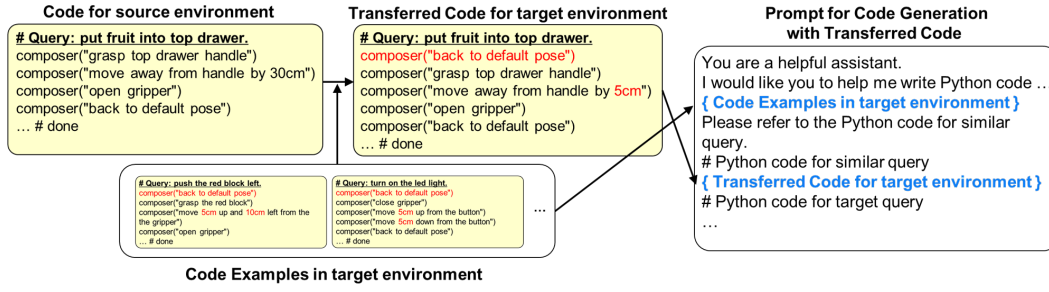 Code for source environment
# Query: put fruit into top drawer.
composer("grasp top drawer handle")
composer("move away from handle by 30cm")
composer("open gripper")
composer("back to default pose")
… # done
Transferred Code for target environment
# Query: put fruit into top drawer.
composer("back to default pose")
composer("grasp top drawer handle")
composer("move away from handle by 5cm")
composer("open gripper")
composer("back to default pose")
… # done
# Query: push the red block left.
composer("back to default pose")
composer("grasp the red block")
composer("move 5cm up and 10cm left from the
the gripper")
composer("open gripper")
… # done
# Query: turn on the led light.
composer("back to default pose")
composer("close gripper")
composer("move 5cm up from the button")
composer("move 5cm down from the button")
composer("back to default pose")
… # done
…
Code Examples in target environment
Prompt for Code Generation
with Transferred Code
You are a helpful assistant.
I would like you to help me write Python code …
{ Code Examples in target environment }
Please refer to the Python code for similar
query.
# Python code for similar query
{ Transferred Code for target environment }
# Python code for target query
…